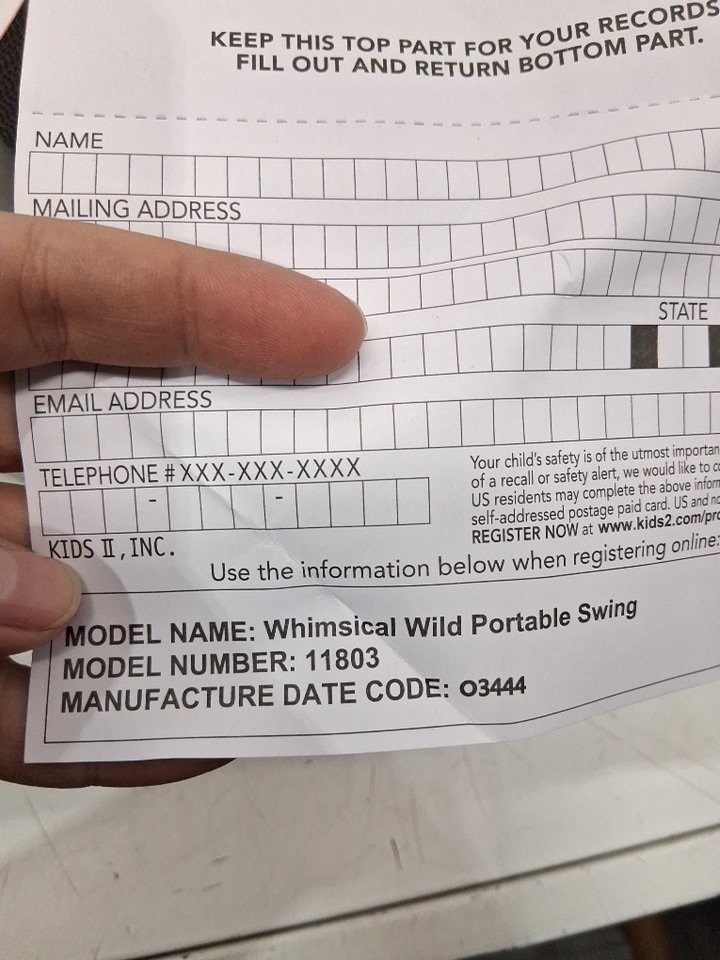 KEEP THIS TOP PART FOR YOUR RECORDS
FILL OUT AND RETURN BOTTOM PART.
NAME
MAILING ADDRESS
STATE
EMAIL ADDRESS
TELEPHONE # XXX-XXX-XXXX
- -
KIDS II, INC.
Your child's safety is of the utmost
of a recall or safety alert, we would like to
US residents may complete the above
self-addressed postage paid card. US and
REGISTER NOW at www.kids2.com/
Use the information below when registering online:
MODEL NAME: Whimsical Wild Portable Swing
MODEL NUMBER: 11803
MANUFACTURE DATE CODE: O3444